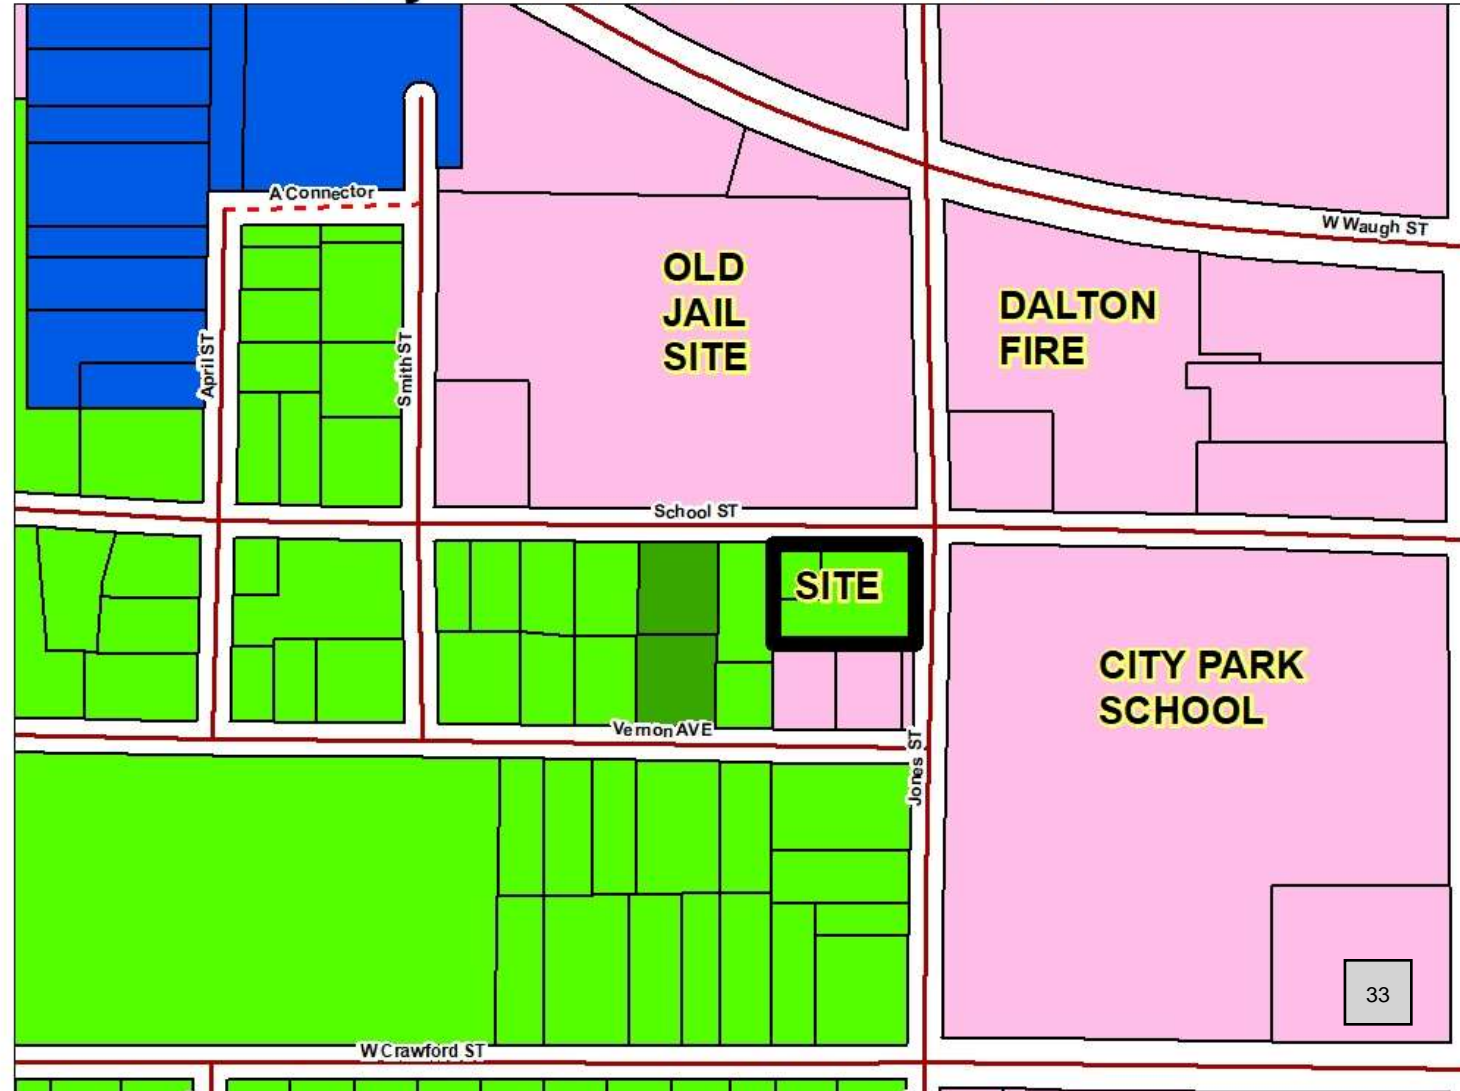 A Connector
W Waugh ST
OLD
JAIL
SITE
DALTON
FIRE
April ST
Smith ST
School ST
SITE
CITY PARK
SCHOOL
Vernon AVE
Jones ST
33
W Crawford ST